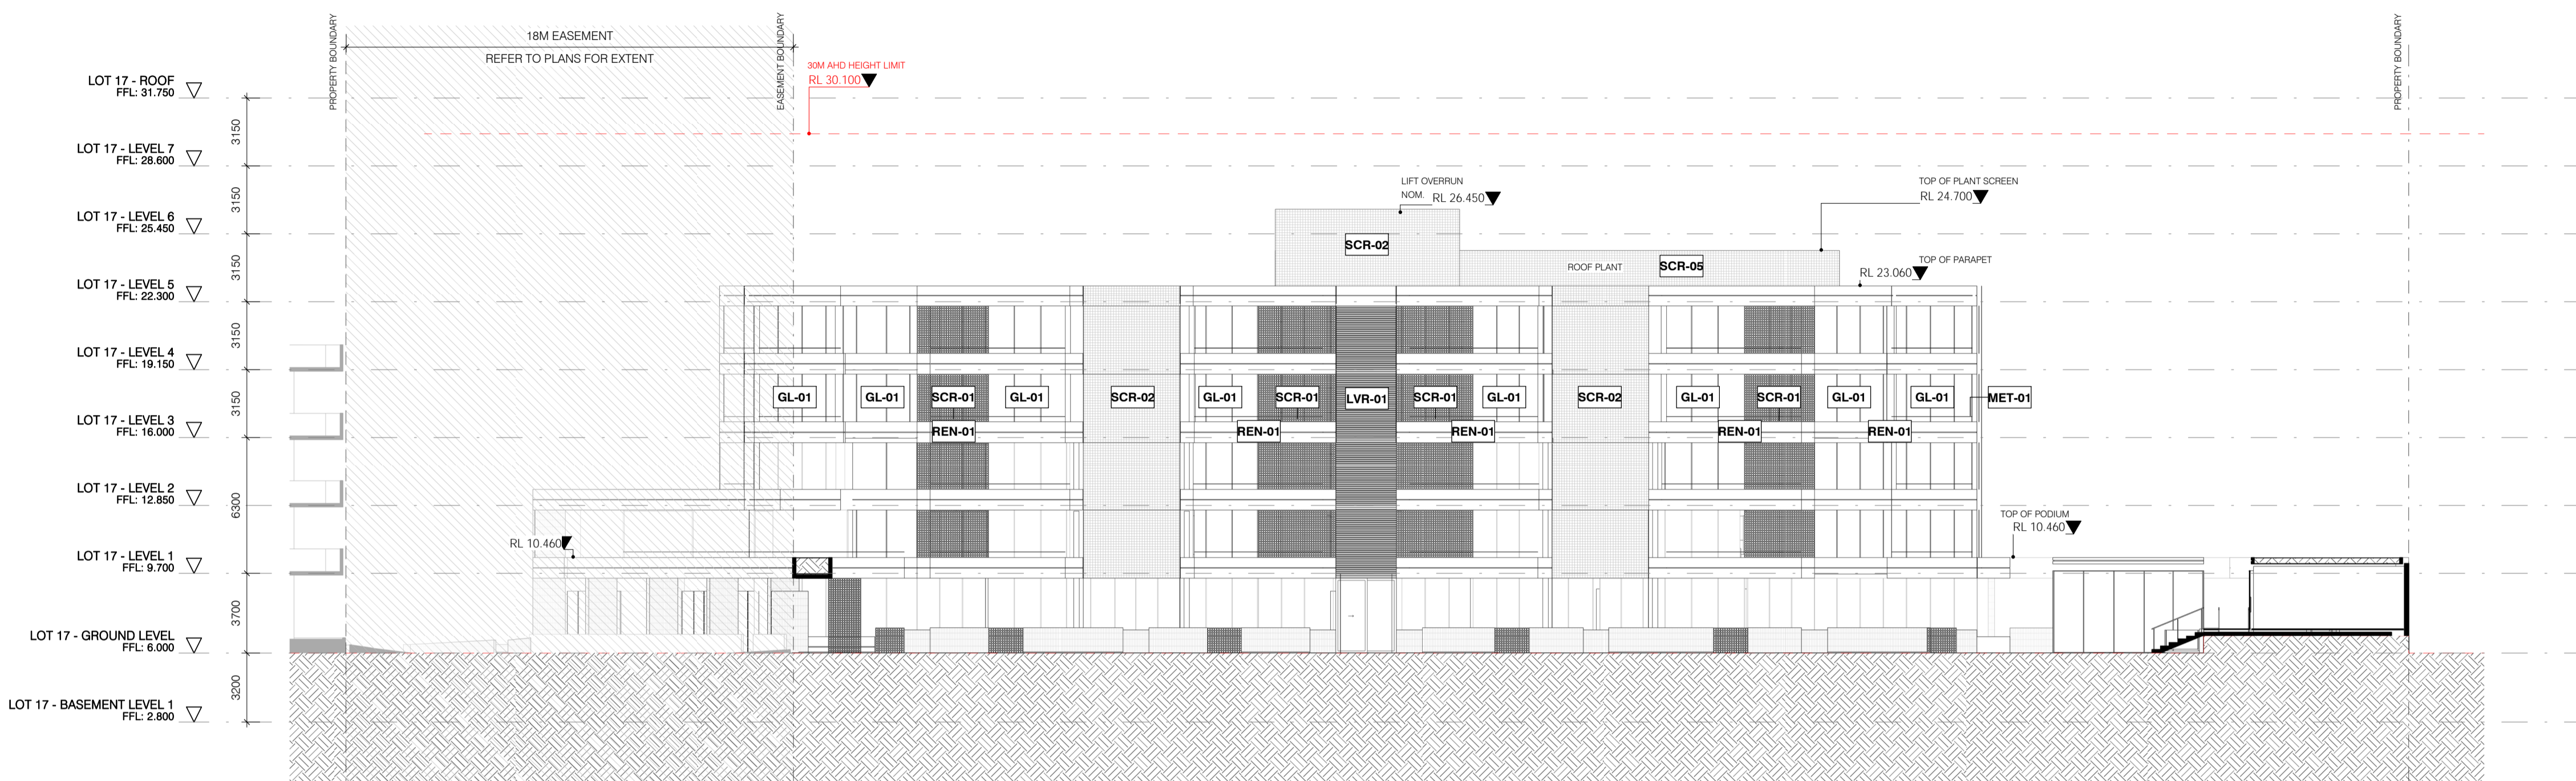 PROPERTY BOUNDARY
18M EASEMENT
REFER TO PLANS FOR EXTENT
EASEMENT BOUNDARY
30M AHD HEIGHT LIMIT
RL 30.100
PROPERTY BOUNDARY
LOT 17 - ROOF
FFL: 31.750
3150
LOT 17 - LEVEL 7
FFL: 28.600
3150
LOT 17 - LEVEL 6
FFL: 25.450
3150
LOT 17 - LEVEL 5
FFL: 22.300
3150
LOT 17 - LEVEL 4
FFL: 19.150
3150
LOT 17 - LEVEL 3
FFL: 16.000
LOT 17 - LEVEL 2
FFL: 12.850
6300
LOT 17 - LEVEL 1
FFL: 9.700
3700
LOT 17 - GROUND LEVEL
FFL: 6.000
3200
LOT 17 - BASEMENT LEVEL 1
FFL: 2.800
LIFT OVERRUN
NOM. RL 26.450
TOP OF PLANT SCREEN
RL 24.700
SCR-02
ROOF PLANT
SCR-05
TOP OF PARAPET
RL 23.060
GL-01
GL-01
SCR-01
GL-01
SCR-02
GL-01
SCR-01
LVR-01
SCR-01
GL-01
SCR-02
GL-01
SCR-01
GL-01
GL-01
MET-01
REN-01
REN-01
REN-01
REN-01
REN-01
RL 10.460
TOP OF PODIUM
RL 10.460